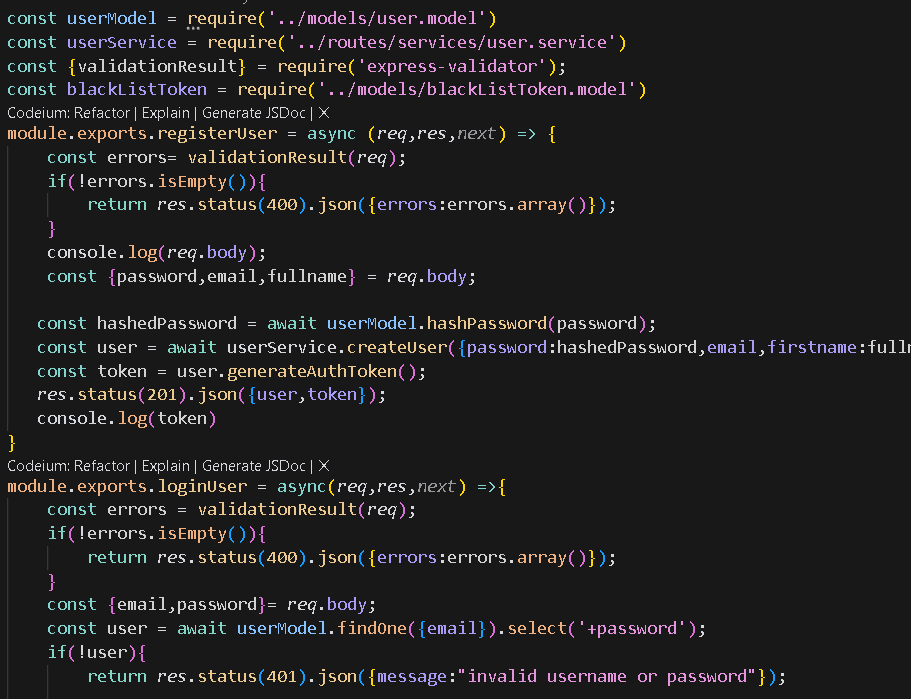 const userModel = require('../models/user.model')
const userService = require('../routes/services/user.service')
const {validationResult} = require('express-validator');
const blackListToken = require('../models/blackListToken.model')
Codeium: Refactor | Explain | Generate JSDoc | X
module.exports.registerUser = async (req,res,next) => {
    const errors= validationResult(req);
    if(!errors.isEmpty()){
        return res.status(400).json({errors:errors.array()});
    }
    console.log(req.body);
    const {password,email,fullname} = req.body;
   const hashedPassword = await userModel.hashPassword(password);
   const user = await userService.createUser({password:hashedPassword,email,firstname:full
   const token = user.generateAuthToken();
   res.status(201).json({user,token});
   console.log(token)
}
Codeium: Refactor | Explain | Generate JSDoc | X
module.exports.loginUser = async(req,res,next) =>{
    const errors = validationResult(req);
    if(!errors.isEmpty()){
        return res.status(400).json({errors:errors.array()});
    }
    const {email,password}= req.body;
    const user = await userModel.findOne({email}).select('+password');
    if(!user){
        return res.status(401).json({message:"invalid username or password"});